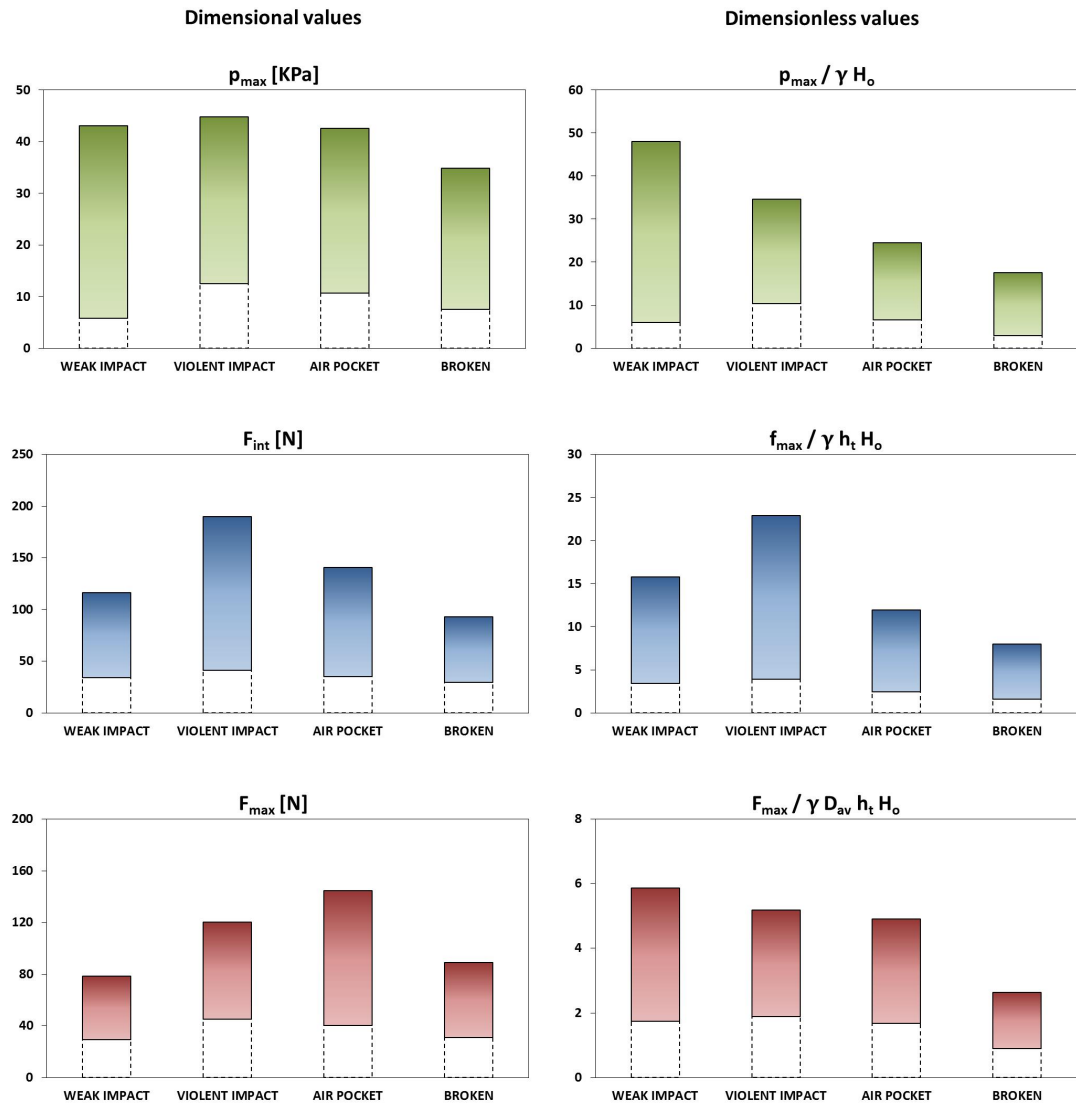 Dimensional values
Dimensionless values
pmax [KPa]
50
40
30
20
10
0
WEAK IMPACT VIOLENT IMPACT AIR POCKET BROKEN
pmax / γ Ho
60
50
40
30
20
10
0
WEAK IMPACT VIOLENT IMPACT AIR POCKET BROKEN
Fint [N]
250
200
150
100
50
0
WEAK IMPACT VIOLENT IMPACT AIR POCKET BROKEN
fmax / γ ht Ho
30
25
20
15
10
5
0
WEAK IMPACT VIOLENT IMPACT AIR POCKET BROKEN
Fmax [N]
200
160
120
80
40
0
WEAK IMPACT VIOLENT IMPACT AIR POCKET BROKEN
Fmax / γ Dav ht Ho
8
6
4
2
0
WEAK IMPACT VIOLENT IMPACT AIR POCKET BROKEN